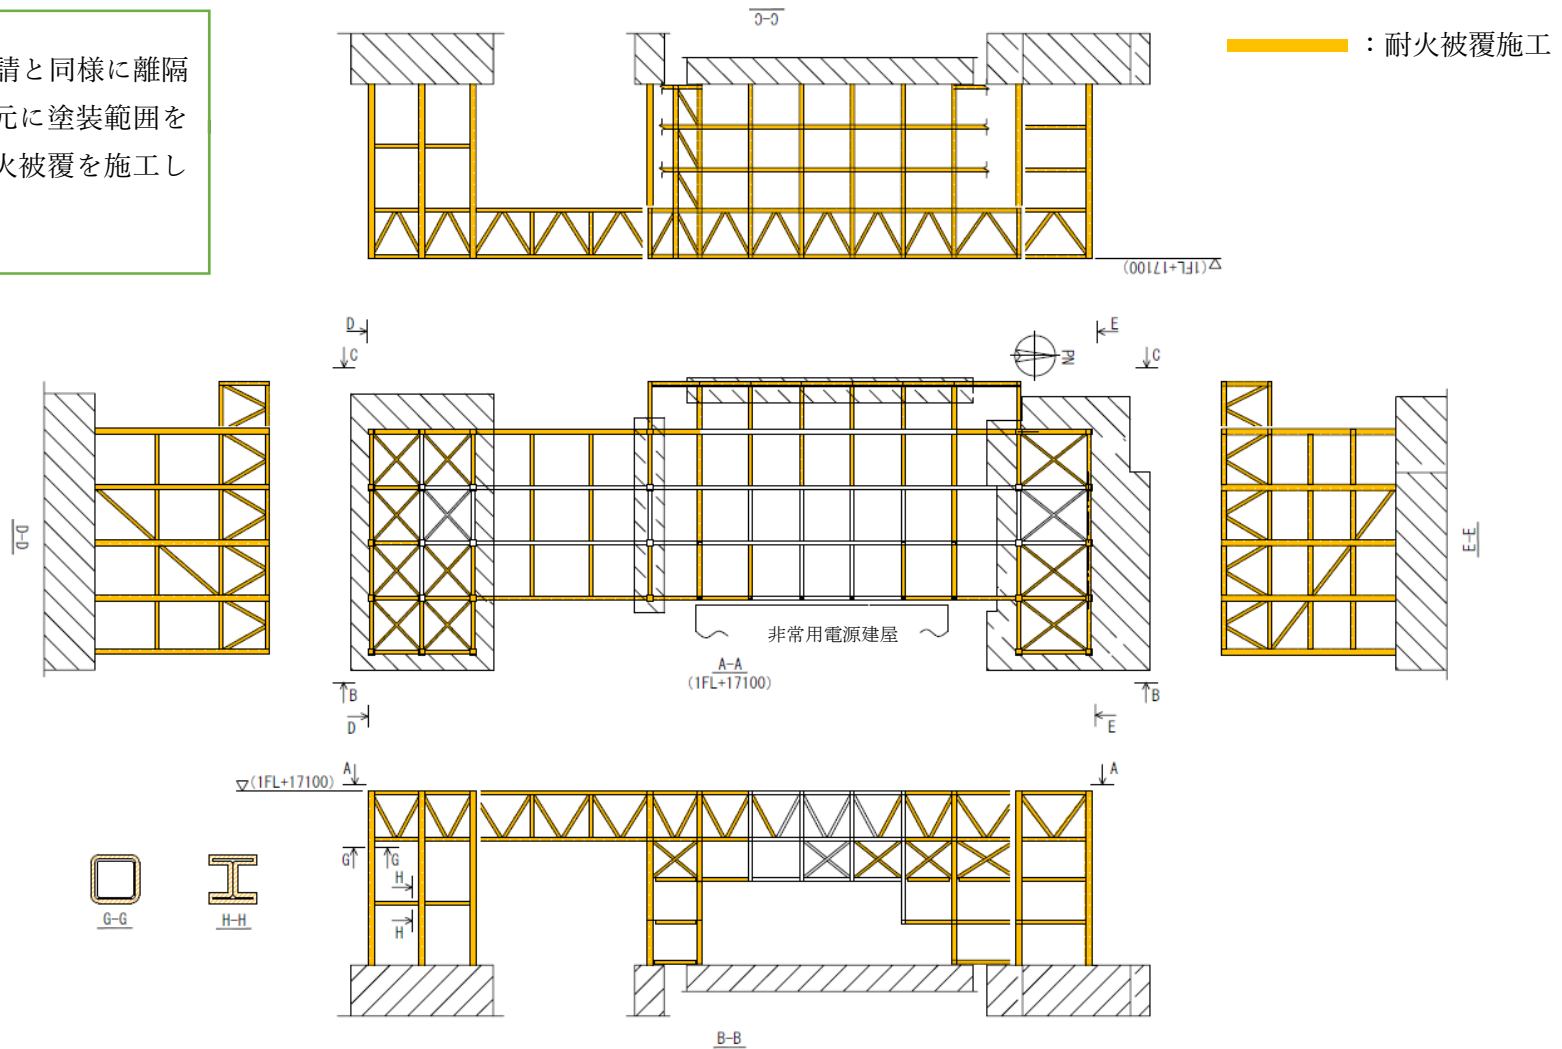 請と同様に離隔
元に塗装範囲を
火被覆を施工し
C-C
：耐火被覆施工
(1FL+17100)
D
E
C
C
PN
D-D
E-E
非常用電源建屋
A-A
(1FL+17100)
B
B
D
E
A
A
(1FL+17100)
G
G
H
H
G-G
H-H
B-B